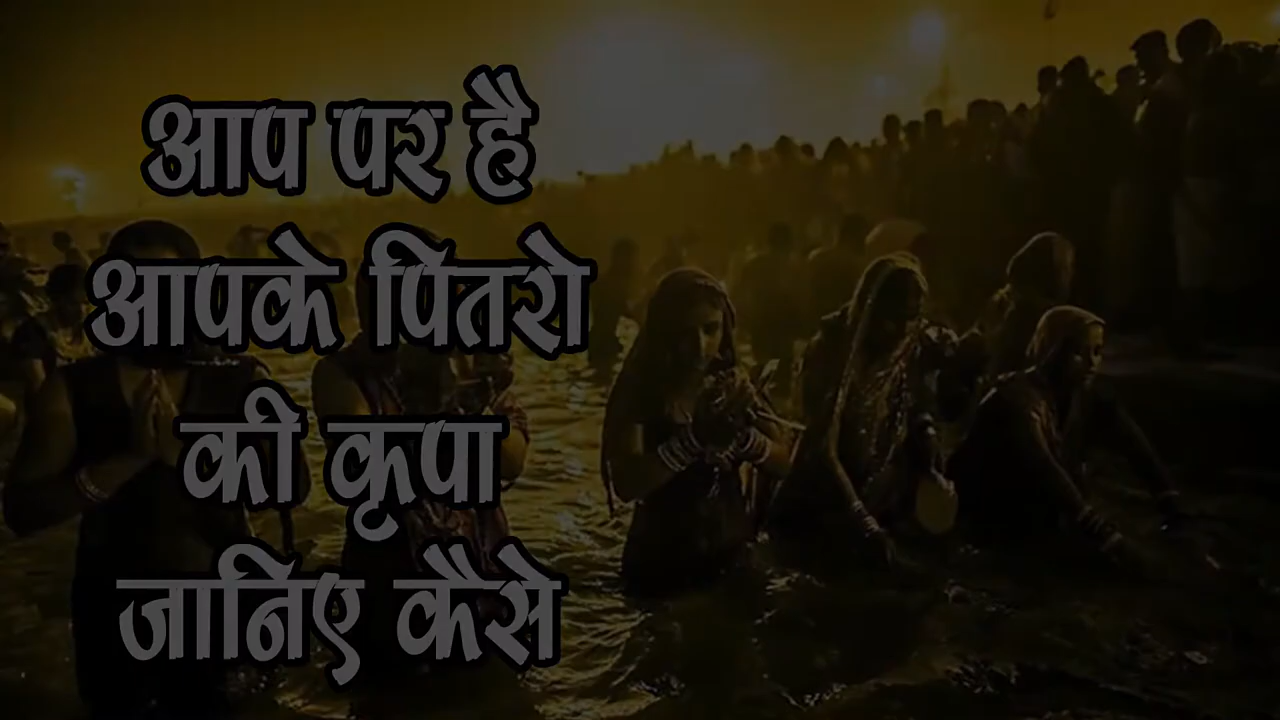 आप पर है
आपके पितरो
की कृपा
जानिए कैसे